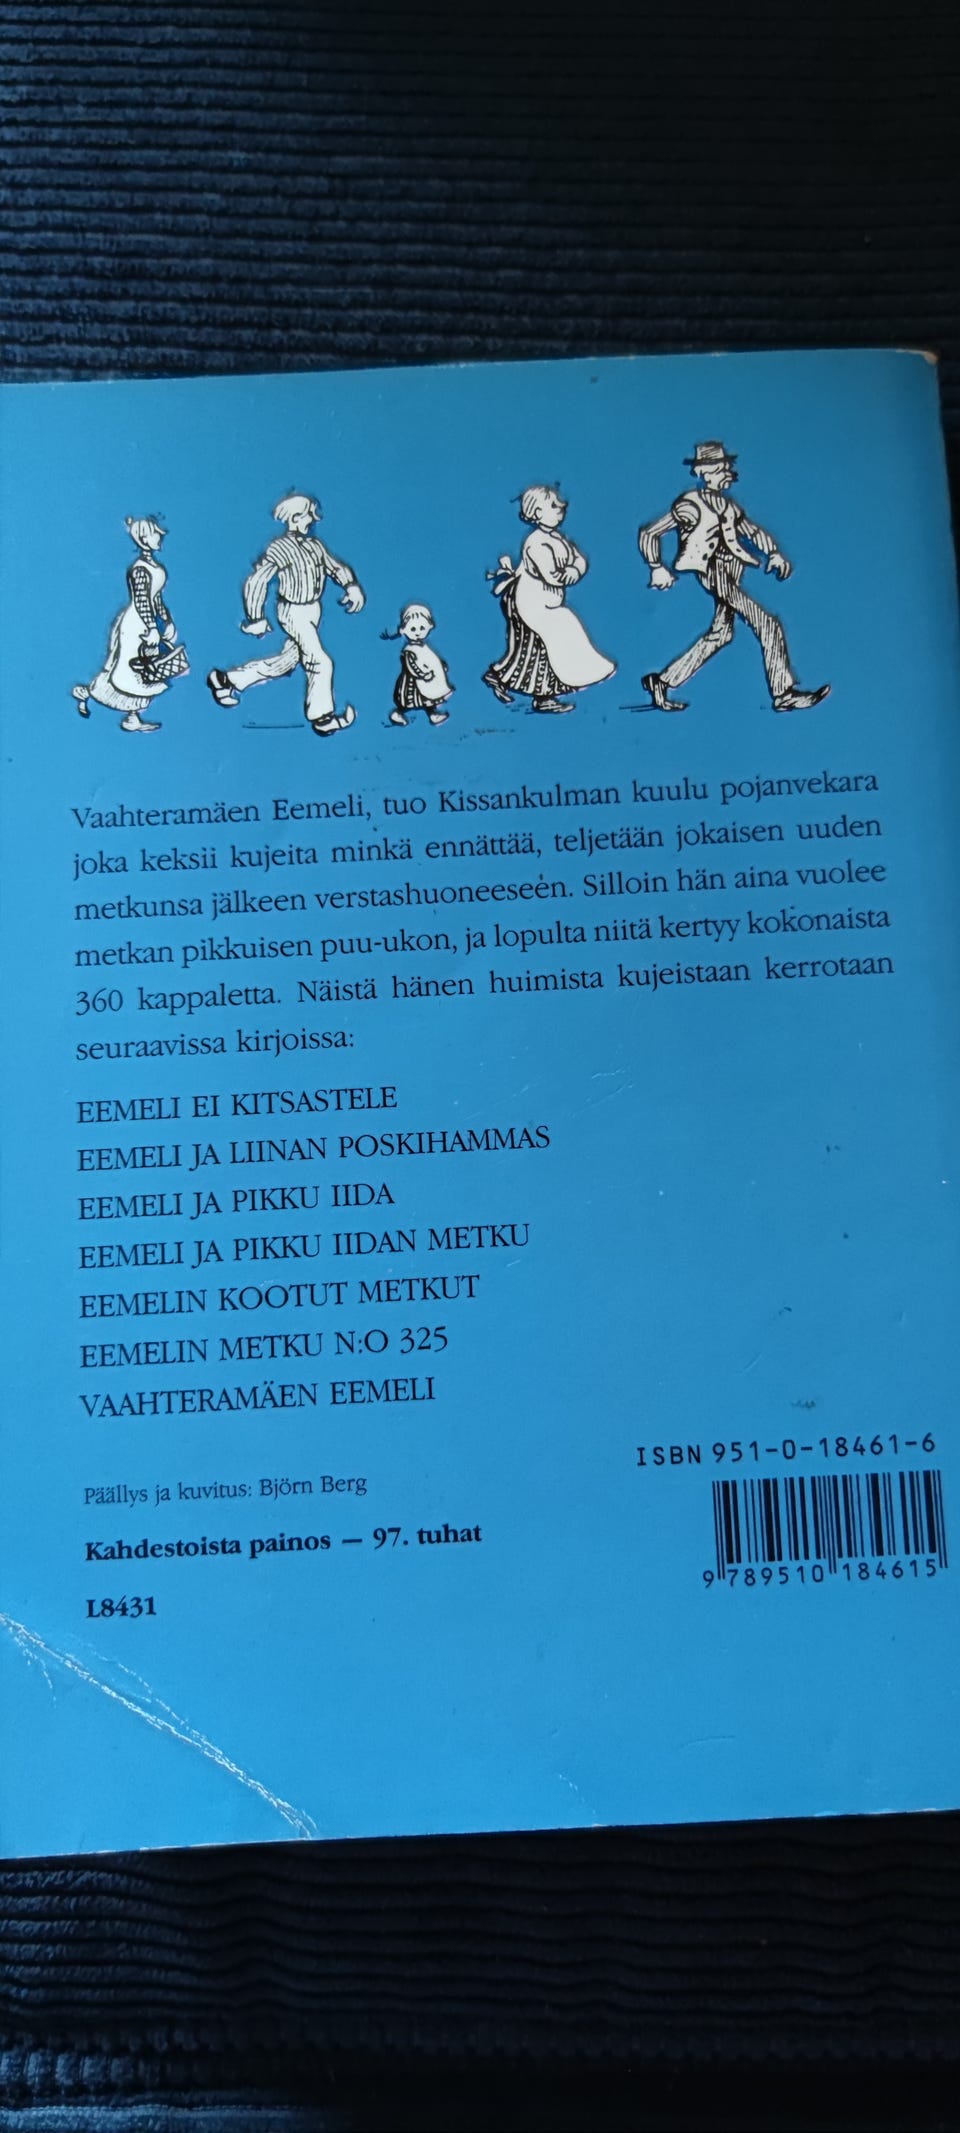 Vaahteramäen Eemeli, tuo Kissankulman kuulu pojanvekara
joka keksii kujeita minkä ennättää, teljetään jokaisen uuden
metkunsa jälkeen verstashuoneeseen. Silloin hän aina vuolee
metkan pikkuisen puu-ukon, ja lopulta niitä kertyy kokonaista
360 kappaletta. Näistä hänen huimista kujeistaan kerrotaan
seuraavissa kirjoissa:
EEMELI EI KITSASTELE
EEMELI JA LIINAN POSKIHAMMAS
EEMELI JA PIKKU IIDA
EEMELI JA PIKKU IIDAN METKU
EEMELIN KOOTUT METKUT
EEMELIN METKU N:O 325
VAAHTERAMÄEN EEMELI
Päällys ja kuvitus: Björn Berg
Kahdestoista painos — 97. tuhat
L8431
ISBN 951-0-18461-6
9 789510 184615